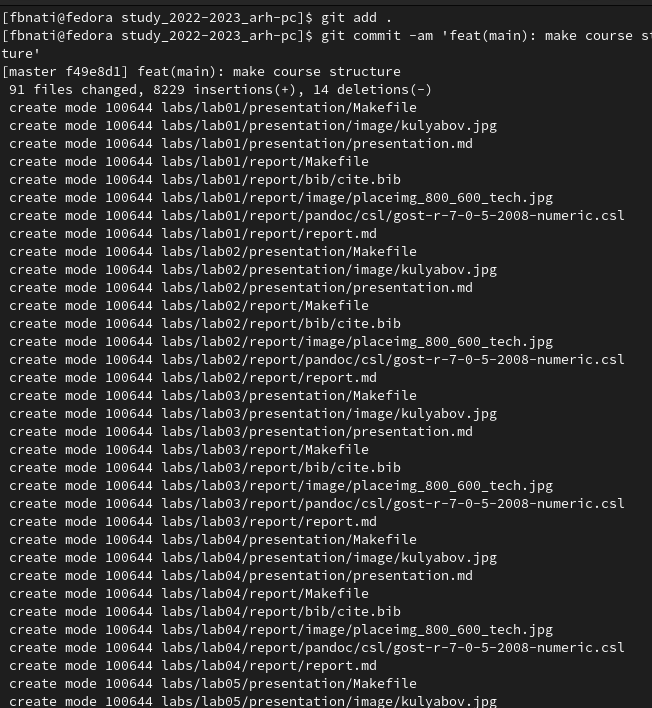 [fbnati@fedora study_2022-2023_arh-pc]$ git add .
[fbnati@fedora study_2022-2023_arh-pc]$ git commit -am 'feat(main): make course st
ture'
[master f49e8d1] feat(main): make course structure
 91 files changed, 8229 insertions(+), 14 deletions(-)
 create mode 100644 labs/lab01/presentation/Makefile
 create mode 100644 labs/lab01/presentation/image/kulyabov.jpg
 create mode 100644 labs/lab01/presentation/presentation.md
 create mode 100644 labs/lab01/report/Makefile
 create mode 100644 labs/lab01/report/bib/cite.bib
 create mode 100644 labs/lab01/report/image/placeimg_800_600_tech.jpg
 create mode 100644 labs/lab01/report/pandoc/csl/gost-r-7-0-5-2008-numeric.csl
 create mode 100644 labs/lab01/report/report.md
 create mode 100644 labs/lab02/presentation/Makefile
 create mode 100644 labs/lab02/presentation/image/kulyabov.jpg
 create mode 100644 labs/lab02/presentation/presentation.md
 create mode 100644 labs/lab02/report/Makefile
 create mode 100644 labs/lab02/report/bib/cite.bib
 create mode 100644 labs/lab02/report/image/placeimg_800_600_tech.jpg
 create mode 100644 labs/lab02/report/pandoc/csl/gost-r-7-0-5-2008-numeric.csl
 create mode 100644 labs/lab02/report/report.md
 create mode 100644 labs/lab03/presentation/Makefile
 create mode 100644 labs/lab03/presentation/image/kulyabov.jpg
 create mode 100644 labs/lab03/presentation/presentation.md
 create mode 100644 labs/lab03/report/Makefile
 create mode 100644 labs/lab03/report/bib/cite.bib
 create mode 100644 labs/lab03/report/image/placeimg_800_600_tech.jpg
 create mode 100644 labs/lab03/report/pandoc/csl/gost-r-7-0-5-2008-numeric.csl
 create mode 100644 labs/lab03/report/report.md
 create mode 100644 labs/lab04/presentation/Makefile
 create mode 100644 labs/lab04/presentation/image/kulyabov.jpg
 create mode 100644 labs/lab04/presentation/presentation.md
 create mode 100644 labs/lab04/report/Makefile
 create mode 100644 labs/lab04/report/bib/cite.bib
 create mode 100644 labs/lab04/report/image/placeimg_800_600_tech.jpg
 create mode 100644 labs/lab04/report/pandoc/csl/gost-r-7-0-5-2008-numeric.csl
 create mode 100644 labs/lab04/report/report.md
 create mode 100644 labs/lab05/presentation/Makefile
 create mode 100644 labs/lab05/presentation/image/kulyabov.jpg